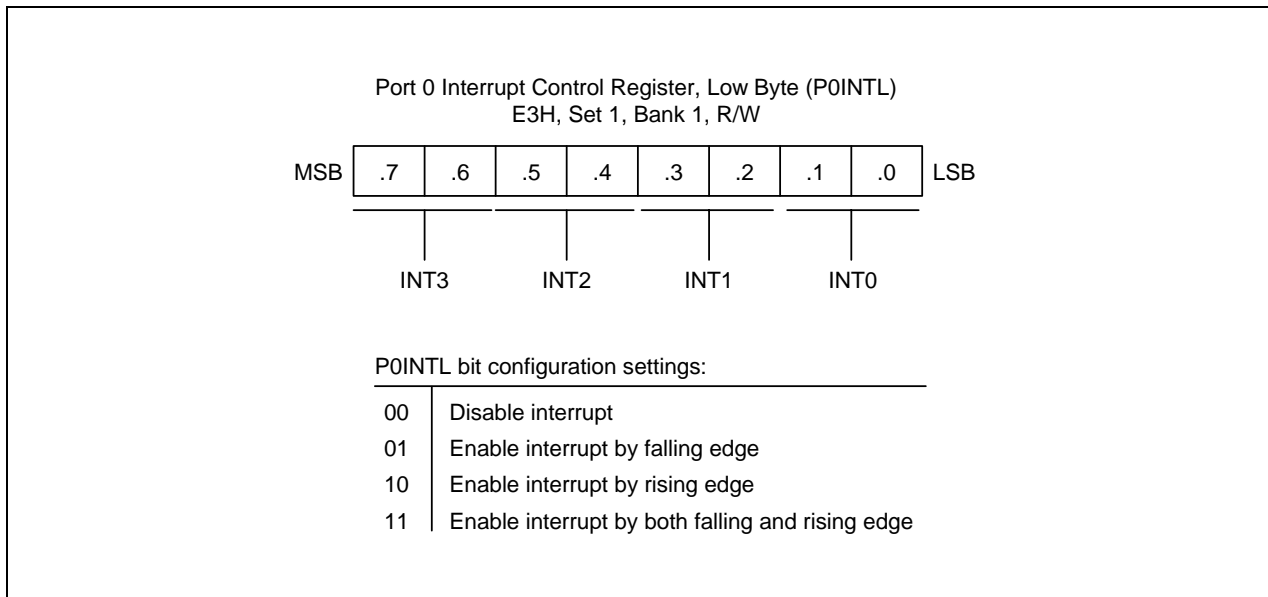 Port 0 Interrupt Control Register, Low Byte (P0INTL)
E3H, Set 1, Bank 1, R/W
MSB .7 .6 .5 .4 .3 .2 .1 .0 LSB
INT3 INT2 INT1 INT0
P0INTL bit configuration settings:
00 Disable interrupt
01 Enable interrupt by falling edge
10 Enable interrupt by rising edge
11 Enable interrupt by both falling and rising edge